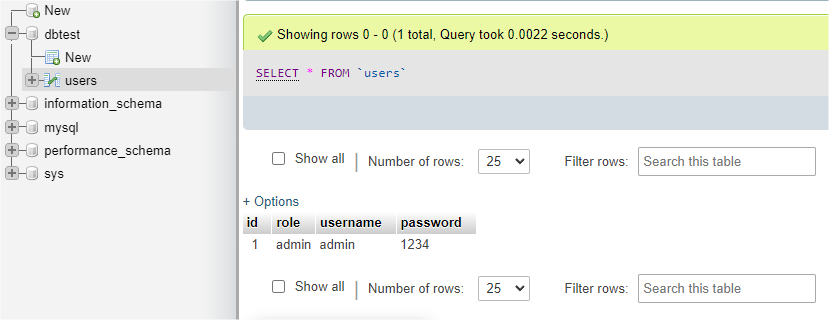 New
dbtest
New
users
information_schema
mysql
performance_schema
sys
Showing rows 0 - 0 (1 total, Query took 0.0022 seconds.)
SELECT * FROM `users`
Show all | Number of rows: 25 Filter rows: Search this table
+ Options
id role username password
1 admin admin 1234
Show all | Number of rows: 25 Filter rows: Search this table